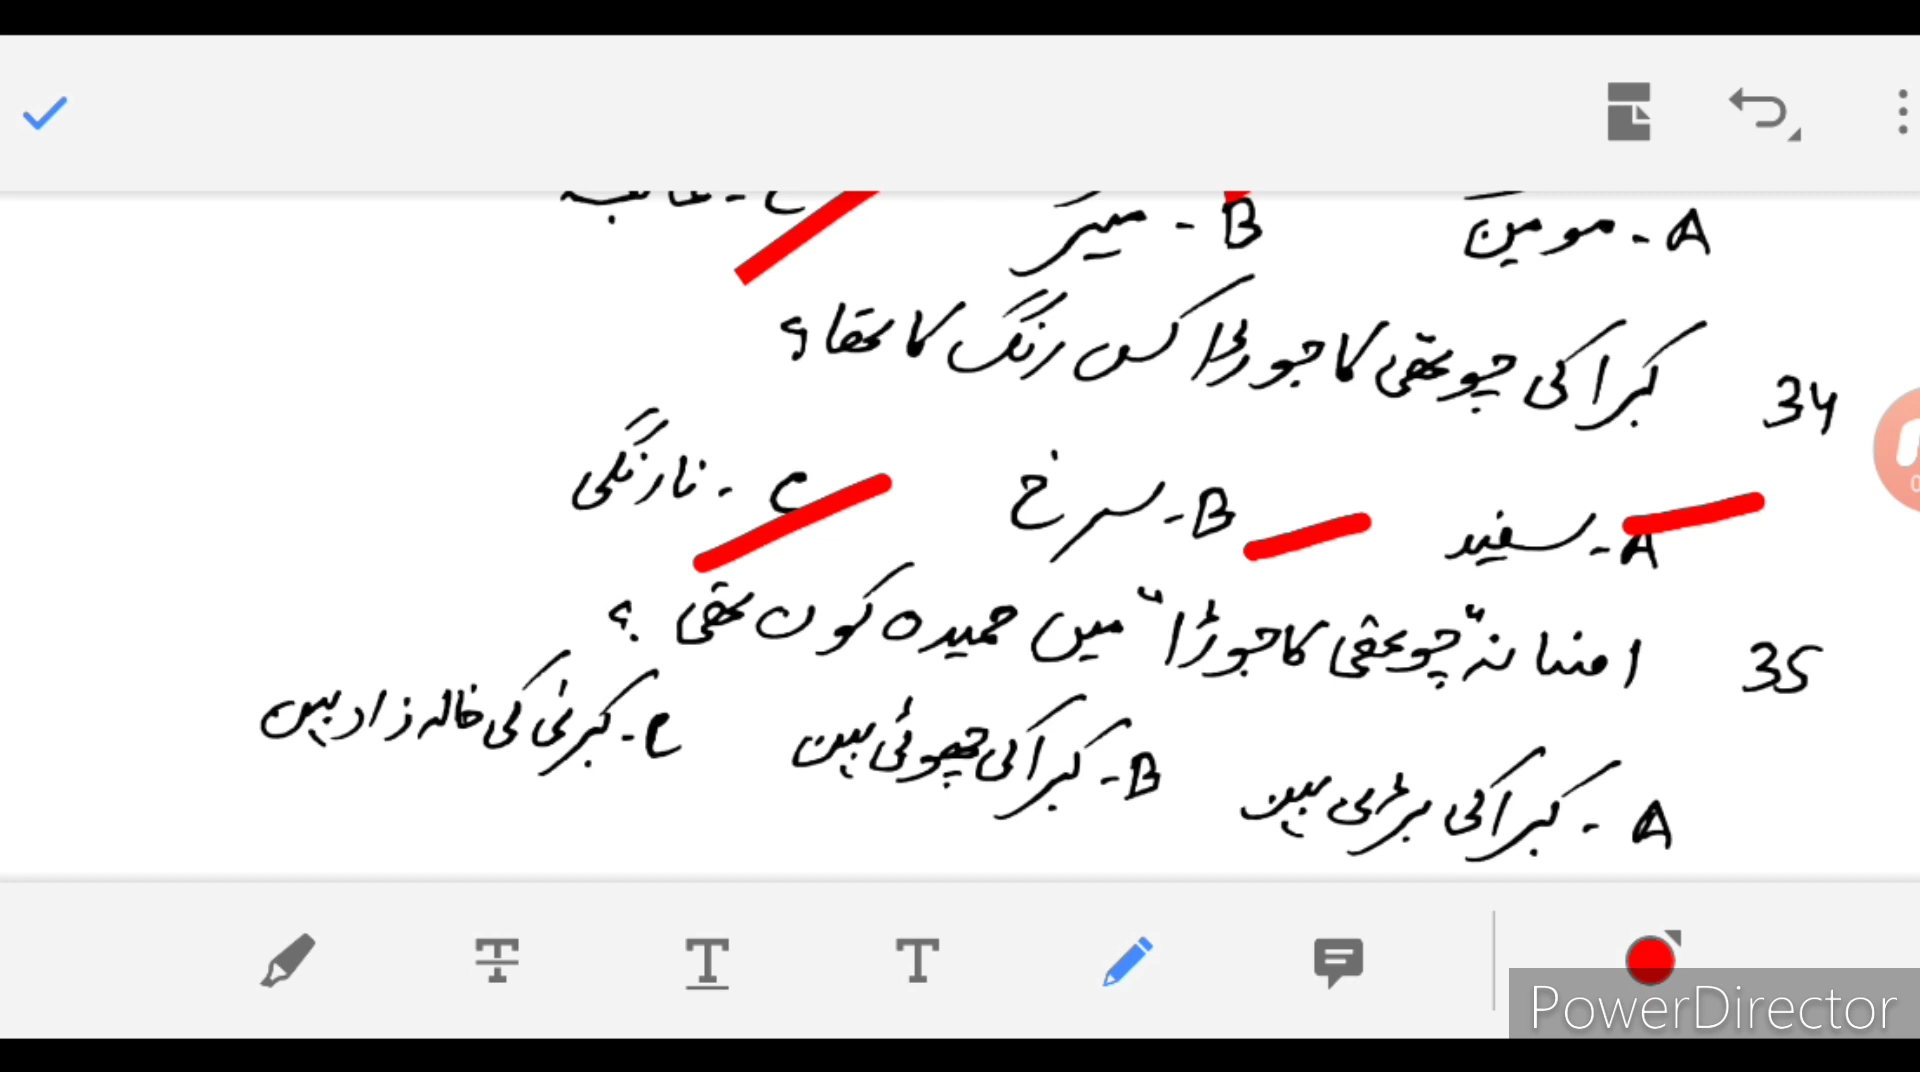 A - مومن B - میر C - غالب
34 کبرا کی چوتھی کا جوڑا کس رنگ کا تھا؟
A - سفید B - سرخ C - نارنگی
35 افسانہ "چوتھی کا جوڑا" میں حمیدہ کون تھی؟
A - کبرا کی بڑی بہن B - کبرا کی چھوٹی بہن C - کبریٰ کی خالہ زاد بہن
T T T
PowerDirector